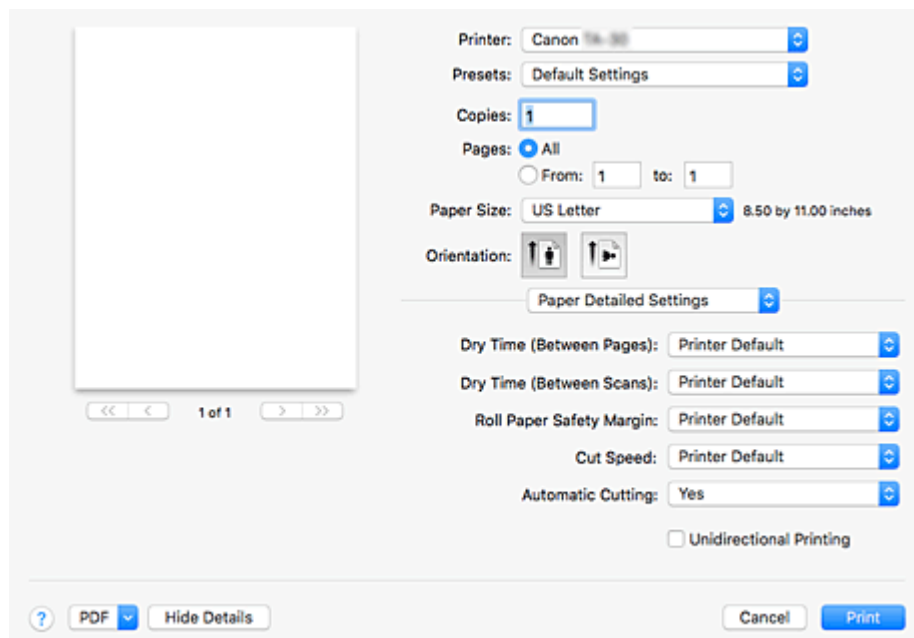 Printer: Canon
Presets: Default Settings
Copies: 1
Pages: All
From: 1 to: 1
Paper Size: US Letter 8.50 by 11.00 inches
Orientation:
Paper Detailed Settings
Dry Time (Between Pages): Printer Default
Dry Time (Between Scans): Printer Default
<< < 1 of 1 > >>
Roll Paper Safety Margin: Printer Default
Cut Speed: Printer Default
Automatic Cutting: Yes
Unidirectional Printing
? PDF Hide Details Cancel Print